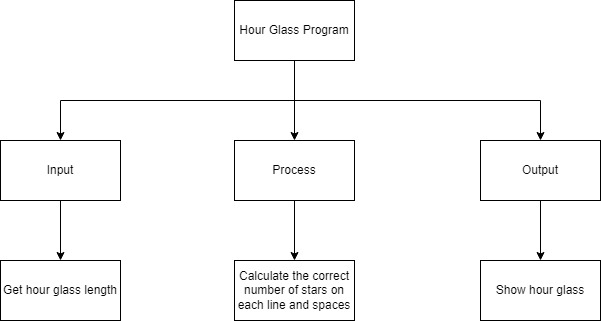 Hour Glass Program
Input
Process
Output
Get hour glass length
Calculate the correct
number of stars on
each line and spaces
Show hour glass